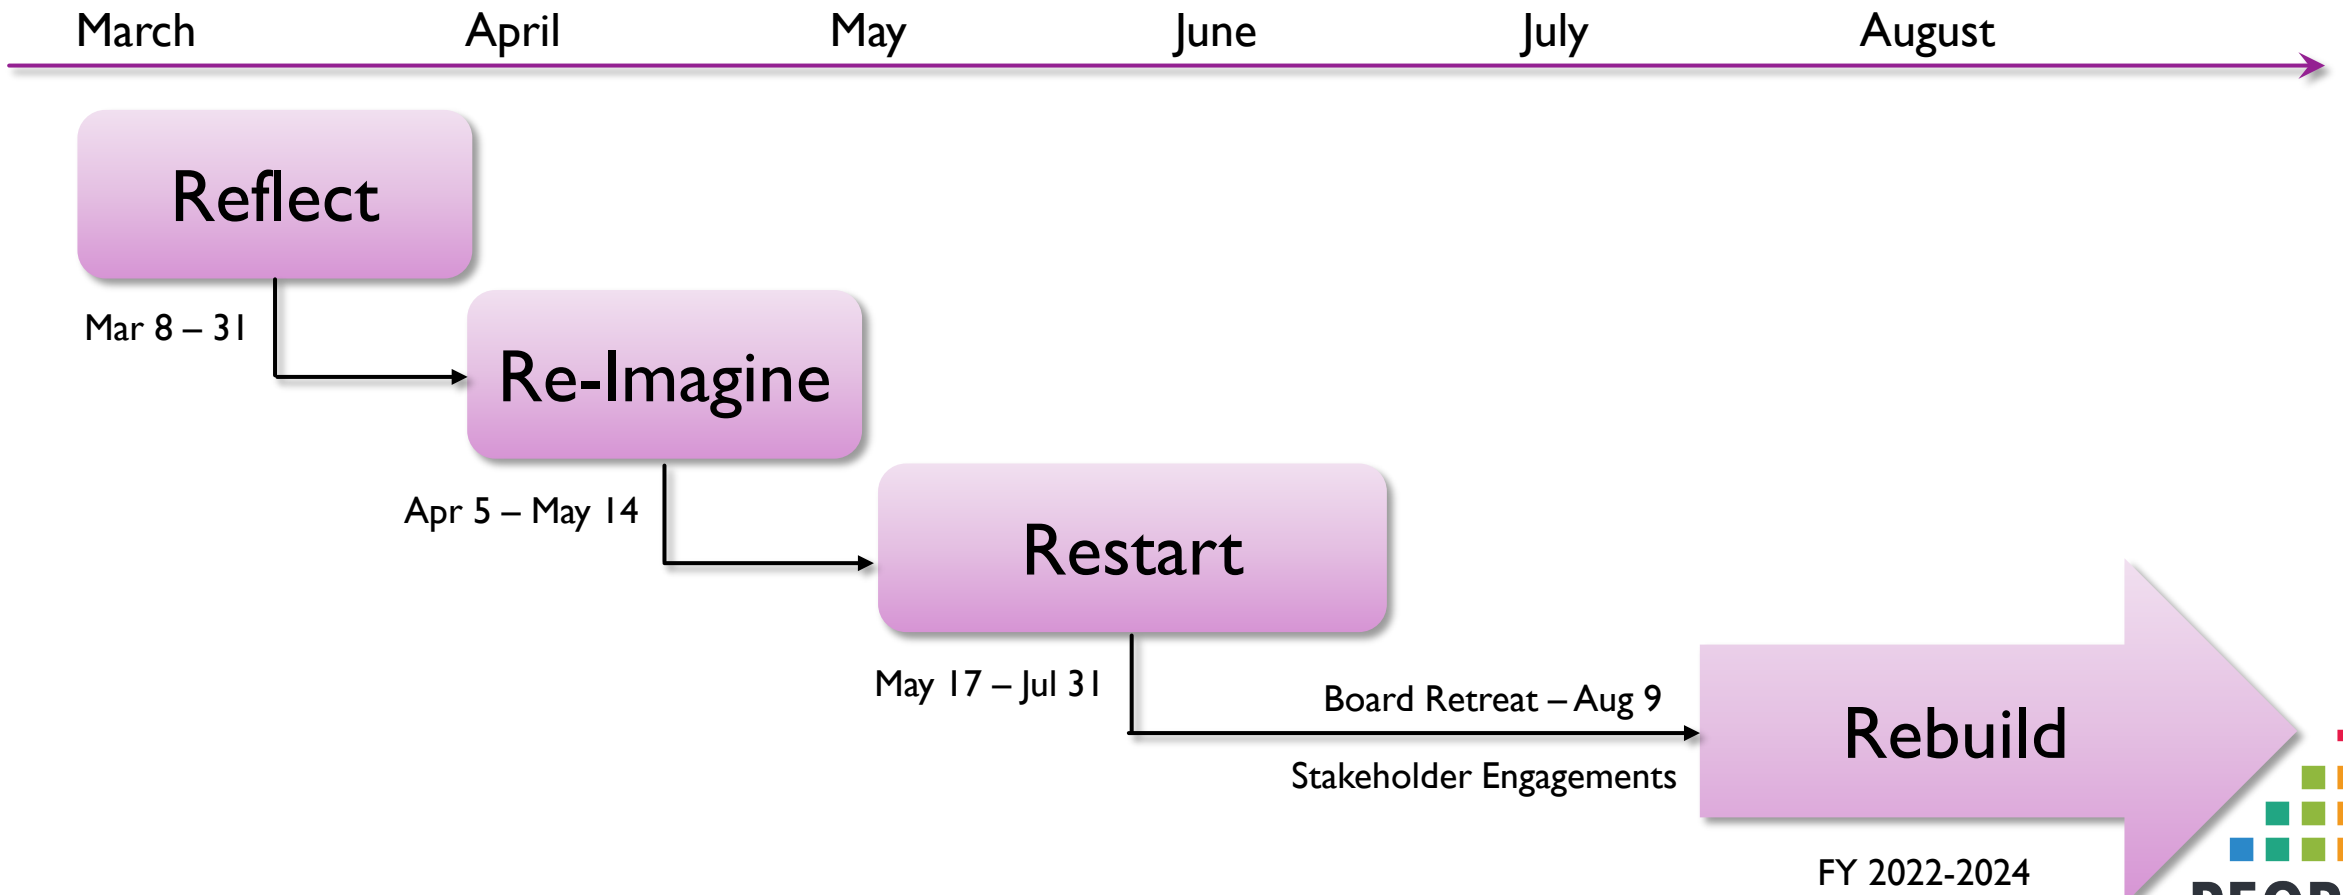 March April May June July August
Reflect
Mar 8 – 31
Re-Imagine
Apr 5 – May 14
Restart
May 17 – Jul 31
Board Retreat – Aug 9
Stakeholder Engagements
Rebuild
FY 2022-2024